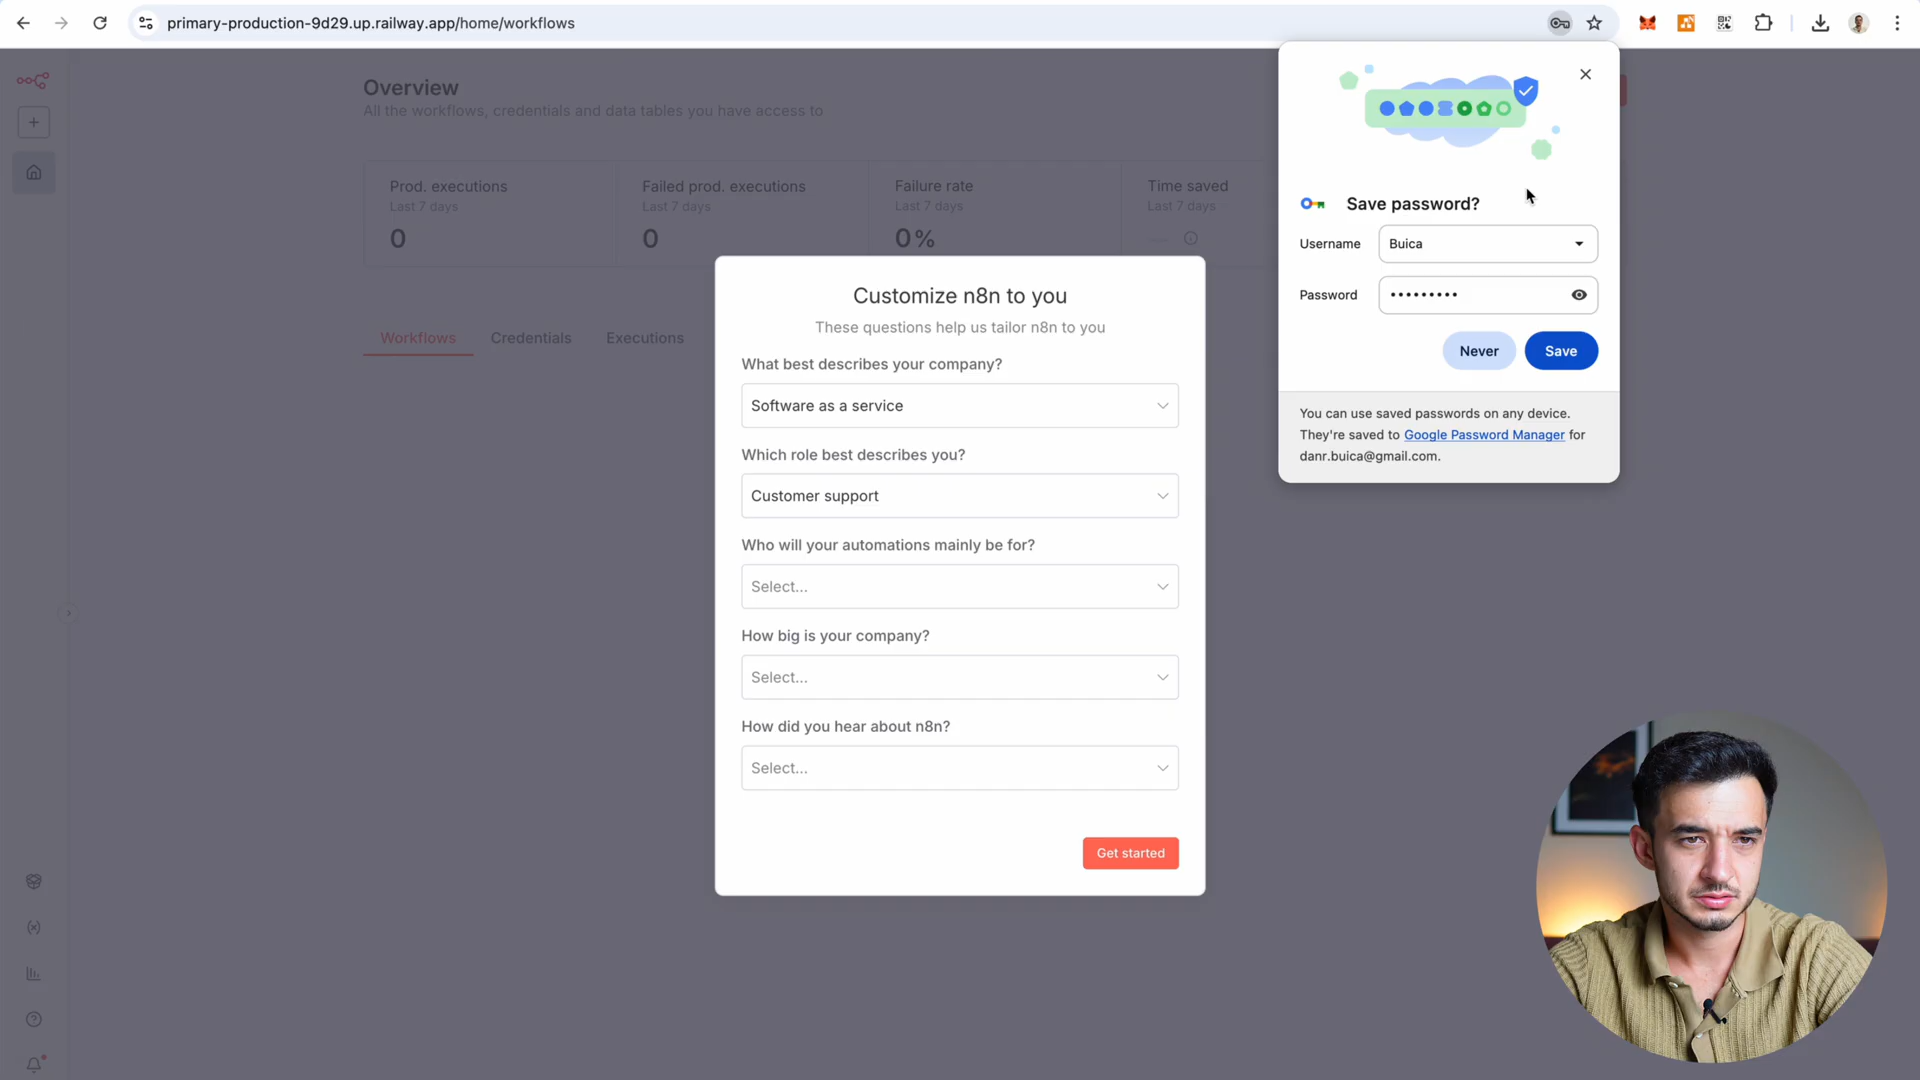 primary-production-9d29.up.railway.app/home/workflows
Overview
All the workflows, credentials and data tables you have access to
Prod. executions
Last 7 days
0
Failed prod. executions
Last 7 days
0
Failure rate
Last 7 days
0%
Time saved
Last 7 days
Workflows
Credentials
Executions
Customize n8n to you
These questions help us tailor n8n to you
What best describes your company?
Software as a service
Which role best describes you?
Customer support
Who will your automations mainly be for?
Select...
How big is your company?
Select...
How did you hear about n8n?
Select...
Get started
Save password?
Username
Buica
Password
•••••••••
Never
Save
You can use saved passwords on any device.
They're saved to Google Password Manager for
danr.buica@gmail.com.